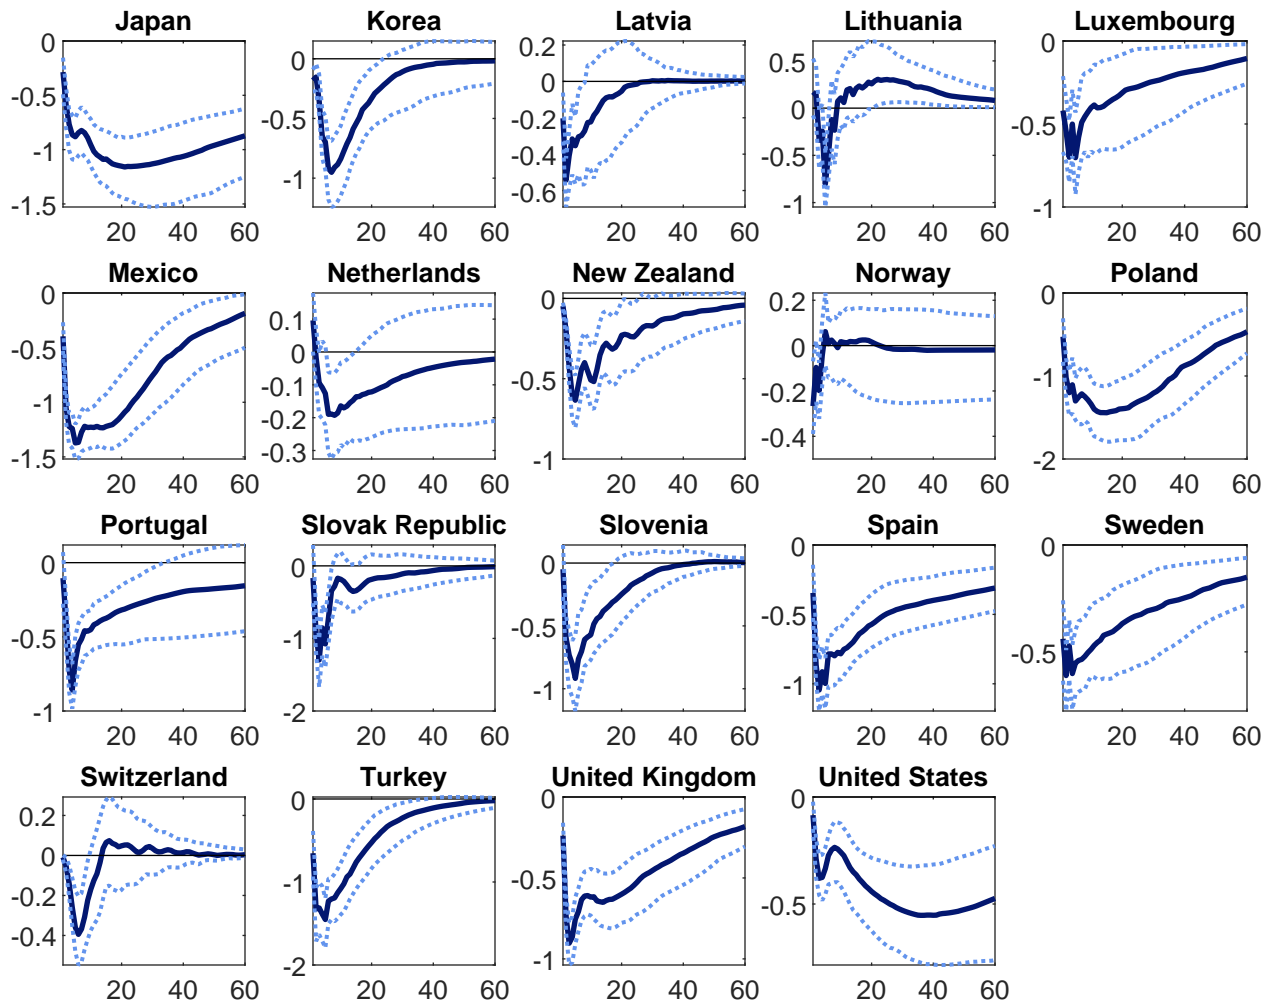 Japan Korea Latvia Lithuania Luxembourg
0 0 0.2 0.5 0
-0.5 -0.5 0 0 -0.5
-1 -1 -0.2 -0.5 -1
-1.5 -0.4 -1
-0.6
20 40 60 20 40 60 20 40 60 20 40 60 20 40 60
Mexico Netherlands New Zealand Norway Poland
0 0.1 0 0.2 0
-0.5 0 -0.5 0 -1
-1 -0.1 -1 -0.2 -2
-1.5 -0.2 -0.4
-0.3
20 40 60 20 40 60 20 40 60 20 40 60 20 40 60
Portugal Slovak Republic Slovenia Spain Sweden
0 0 0 0 -0.5
-0.5 -1 -0.5 -0.5
-1 -2 -1 -1
20 40 60 20 40 60 20 40 60 20 40 60 20 40 60
Switzerland Turkey United Kingdom United States
0.2 0 0 -0.5
0 -1 -0.5
-0.2 -2 -1
-0.4
20 40 60 20 40 60 20 40 60 20 40 60